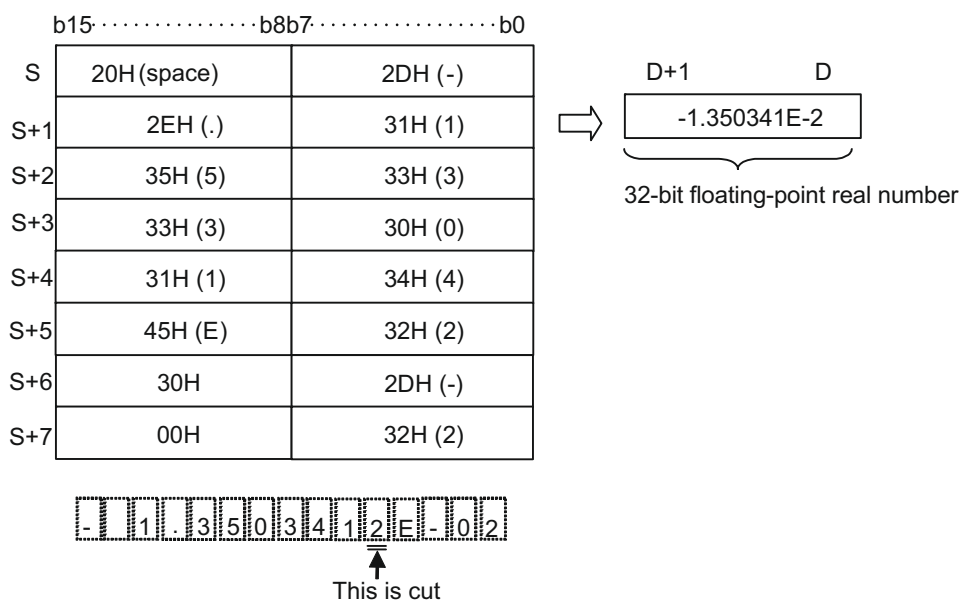 b15··················b8b7··················b0
S 20H (space) 2DH (-)
S+1 2EH (.) 31H (1)
S+2 35H (5) 33H (3)
S+3 33H (3) 30H (0)
S+4 31H (1) 34H (4)
S+5 45H (E) 32H (2)
S+6 30H 2DH (-)
S+7 00H 32H (2)
D+1 D
-1.350341E-2
32-bit floating-point real number
- 1 . 3 5 0 3 4 1 2 E - 0 2
This is cut